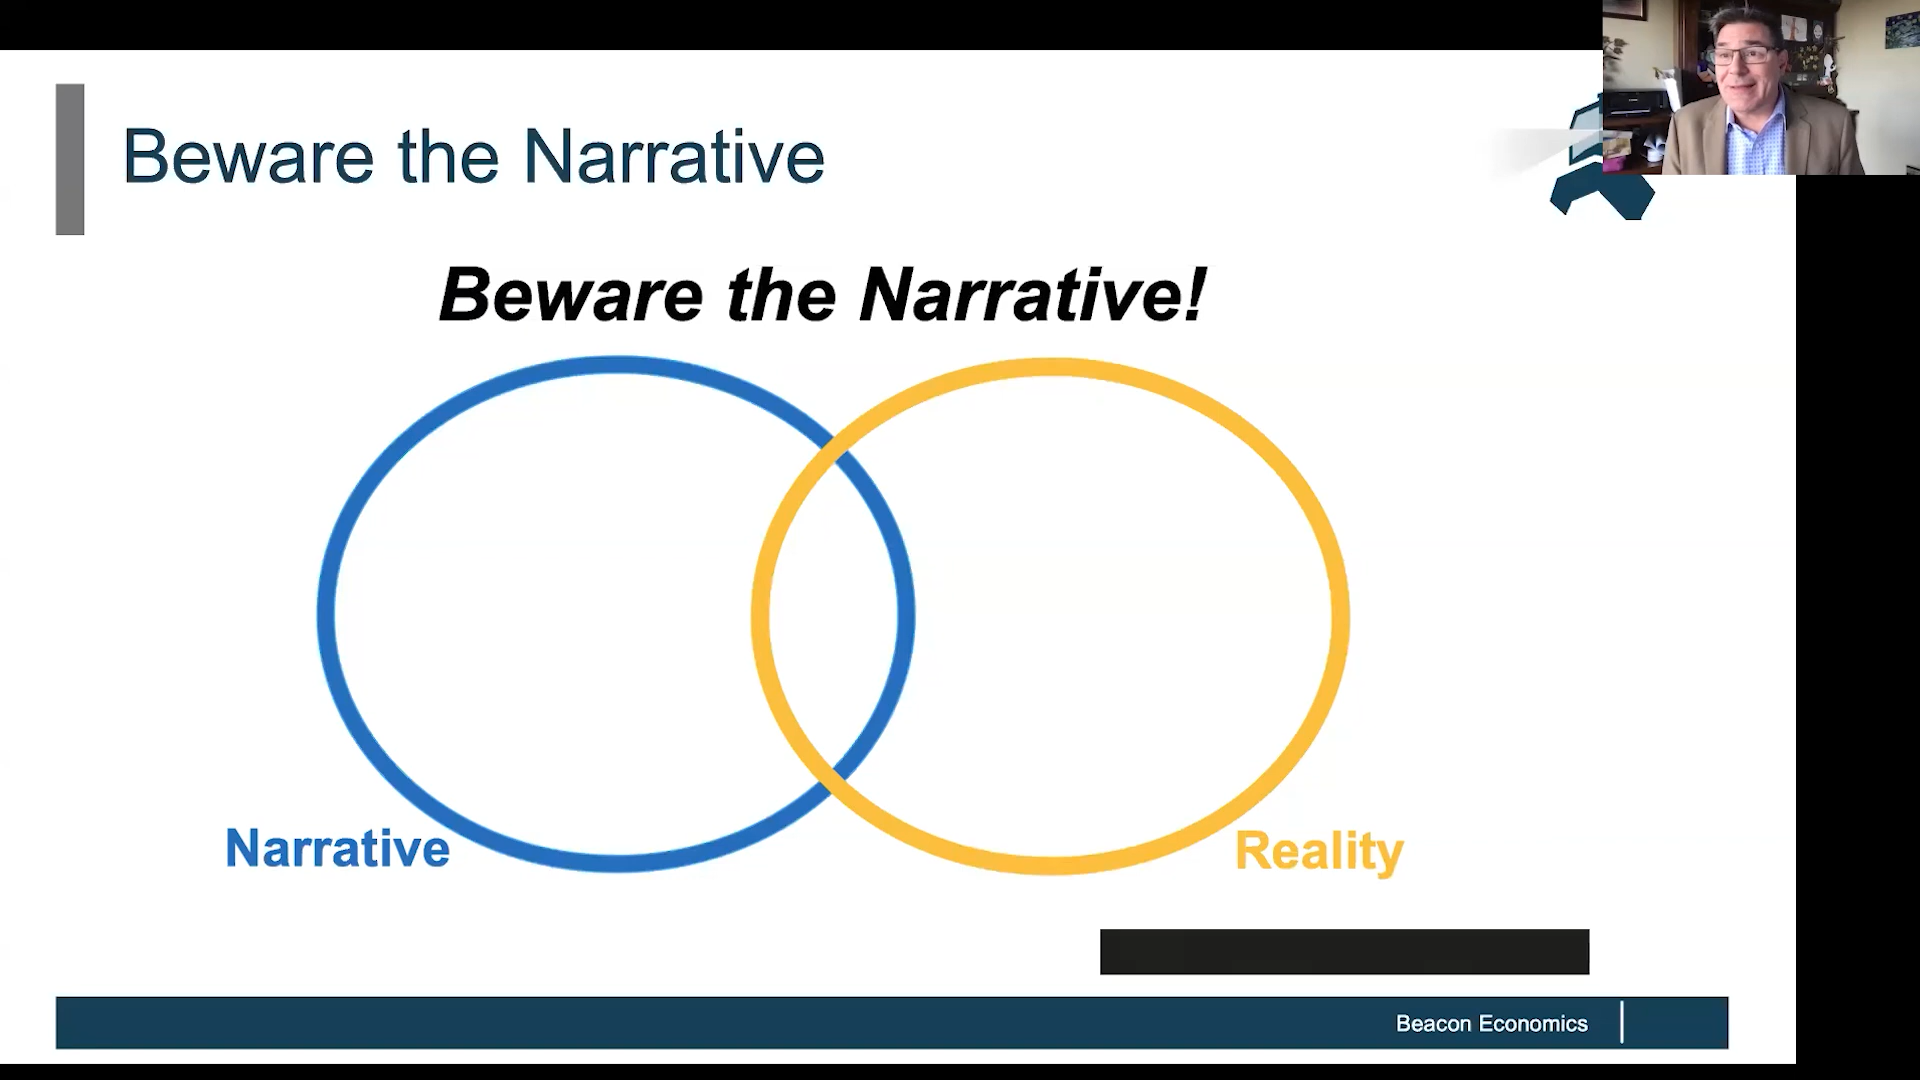 Beware the Narrative
Beware the Narrative!
Narrative
Reality
Beacon Economics